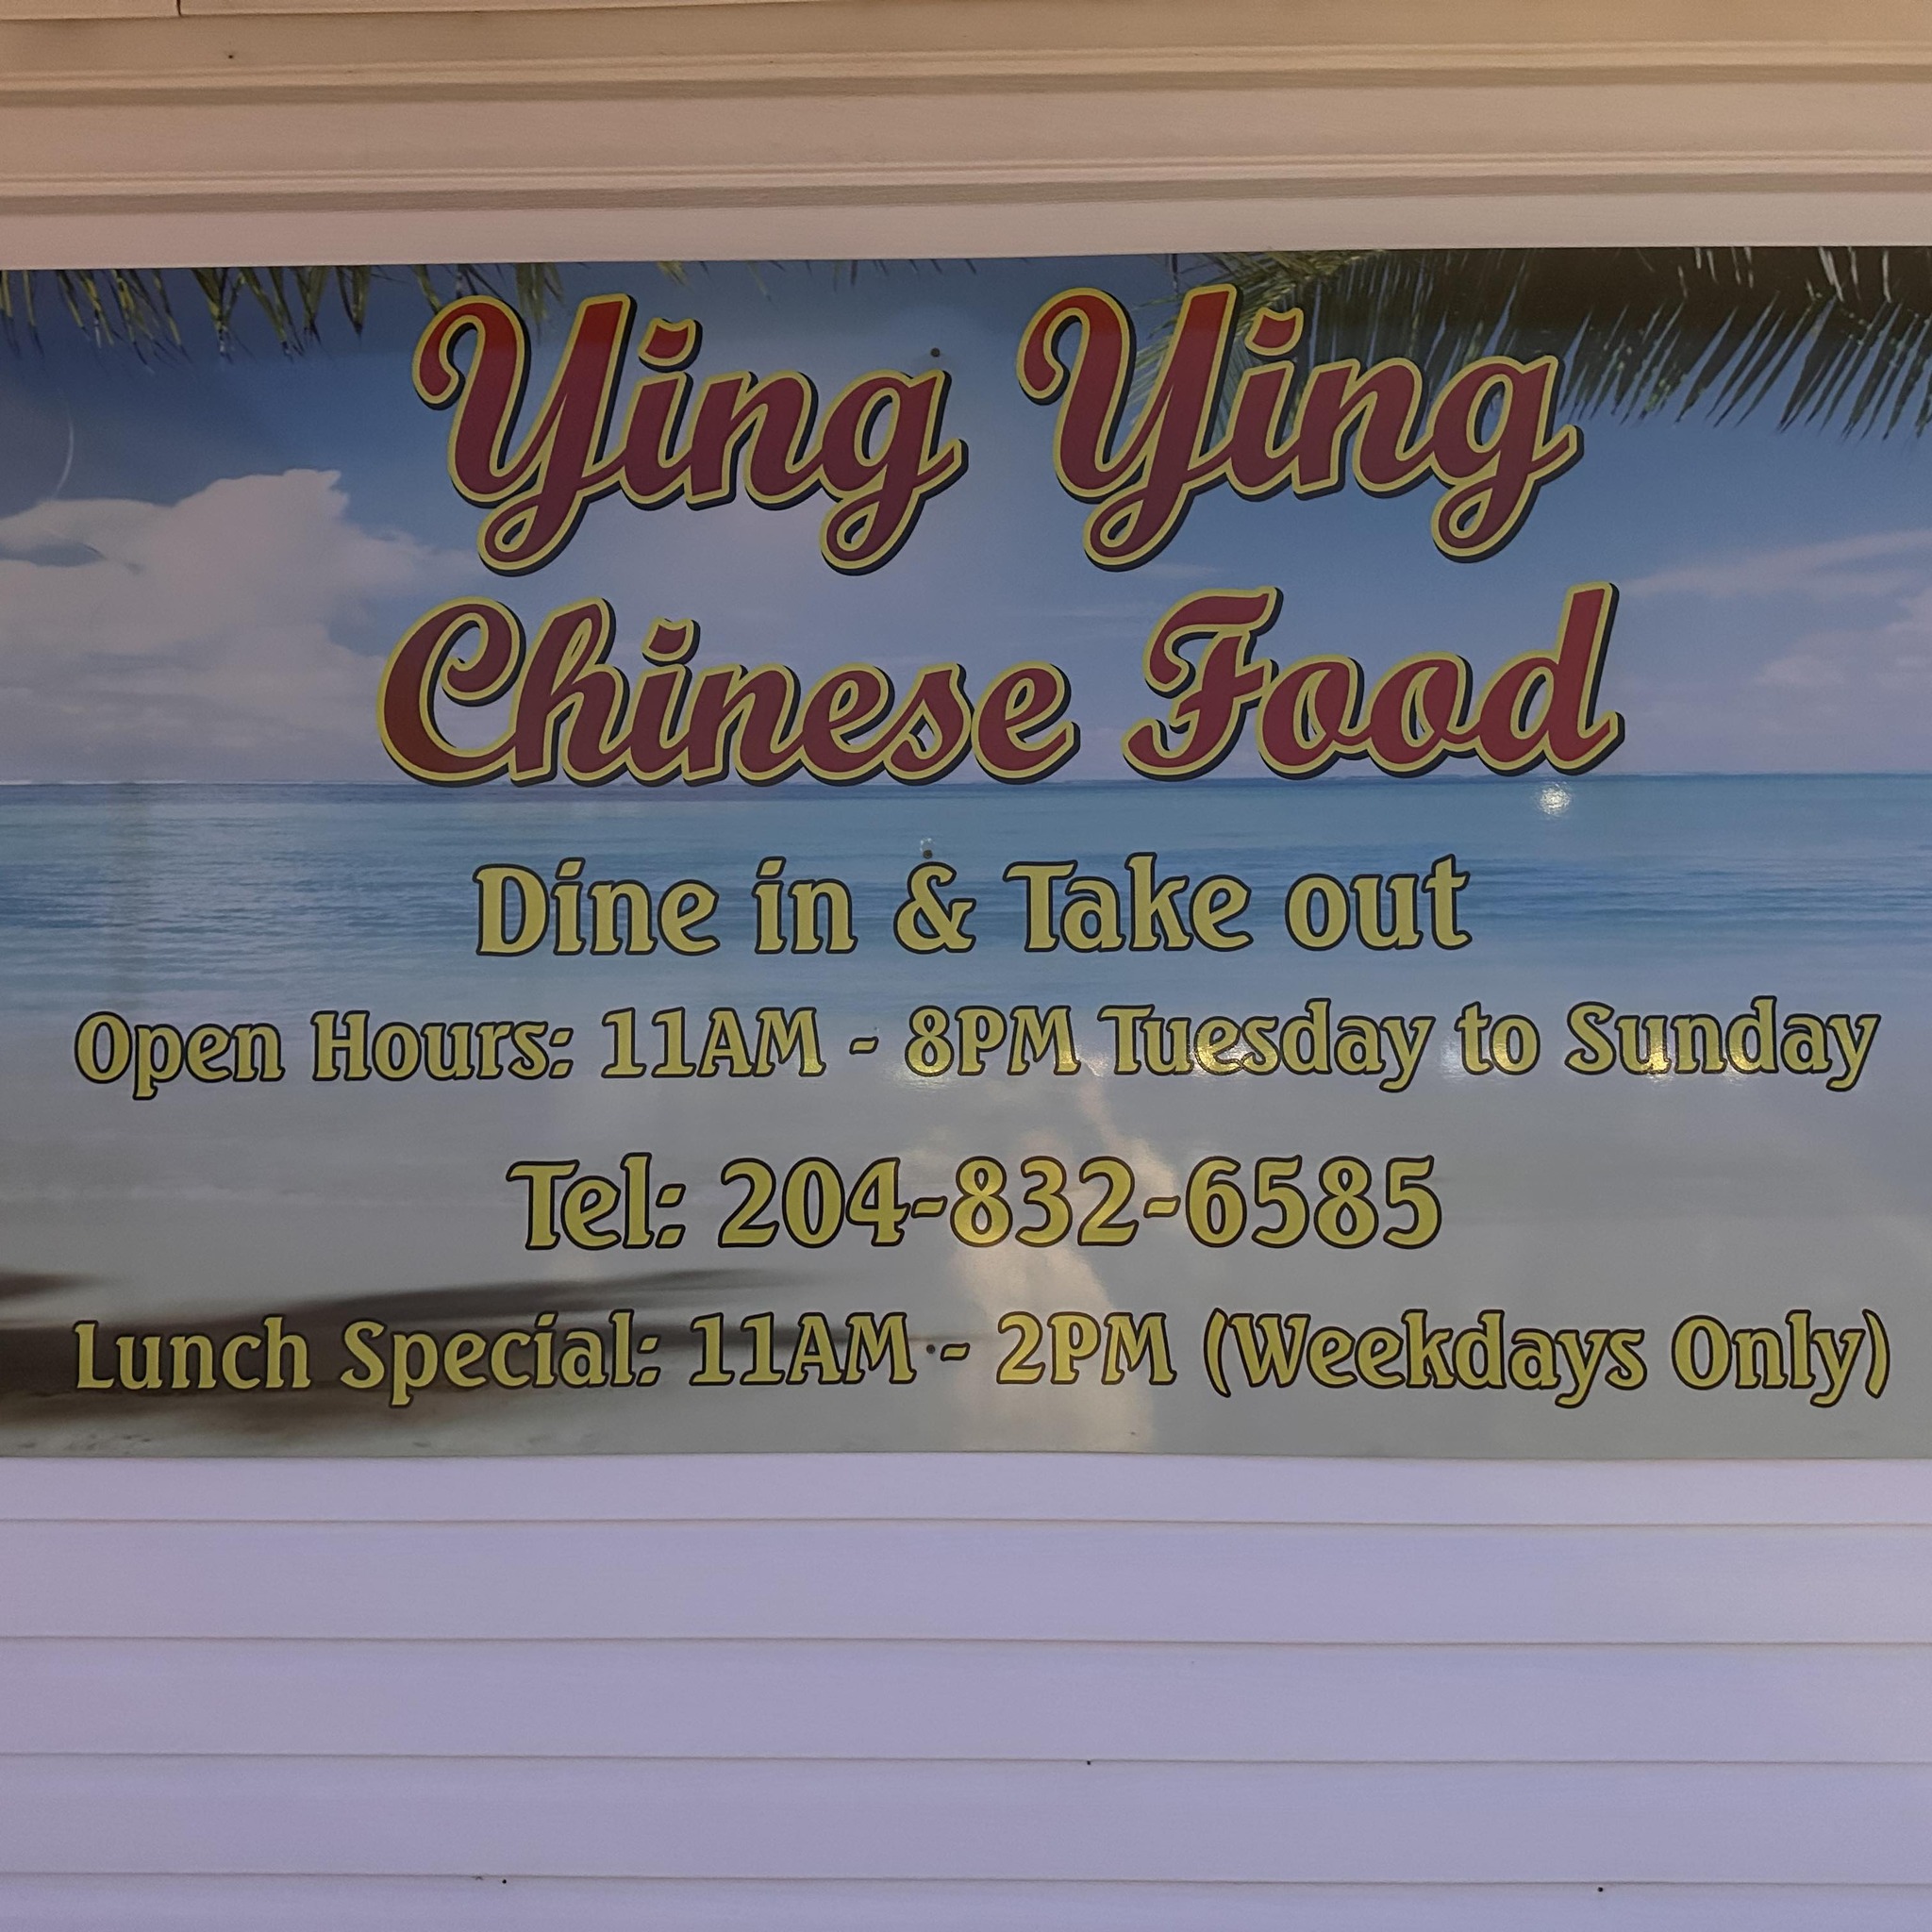 Ying Ying
Chinese Food
Dine in & Take out
Open Hours: 11AM - 8PM Tuesday to Sunday
Tel: 204-832-6585
Lunch Special: 11AM - 2PM (Weekdays Only)